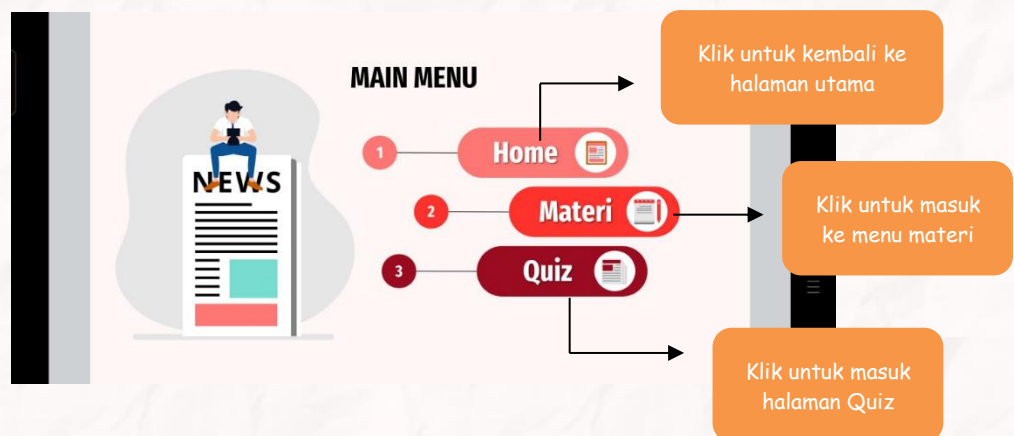 Klik untuk kembali ke
halaman utama
MAIN MENU
1
Home
NEWS
2
Materi
Klik untuk masuk
ke menu materi
3
Quiz
Klik untuk masuk
halaman Quiz